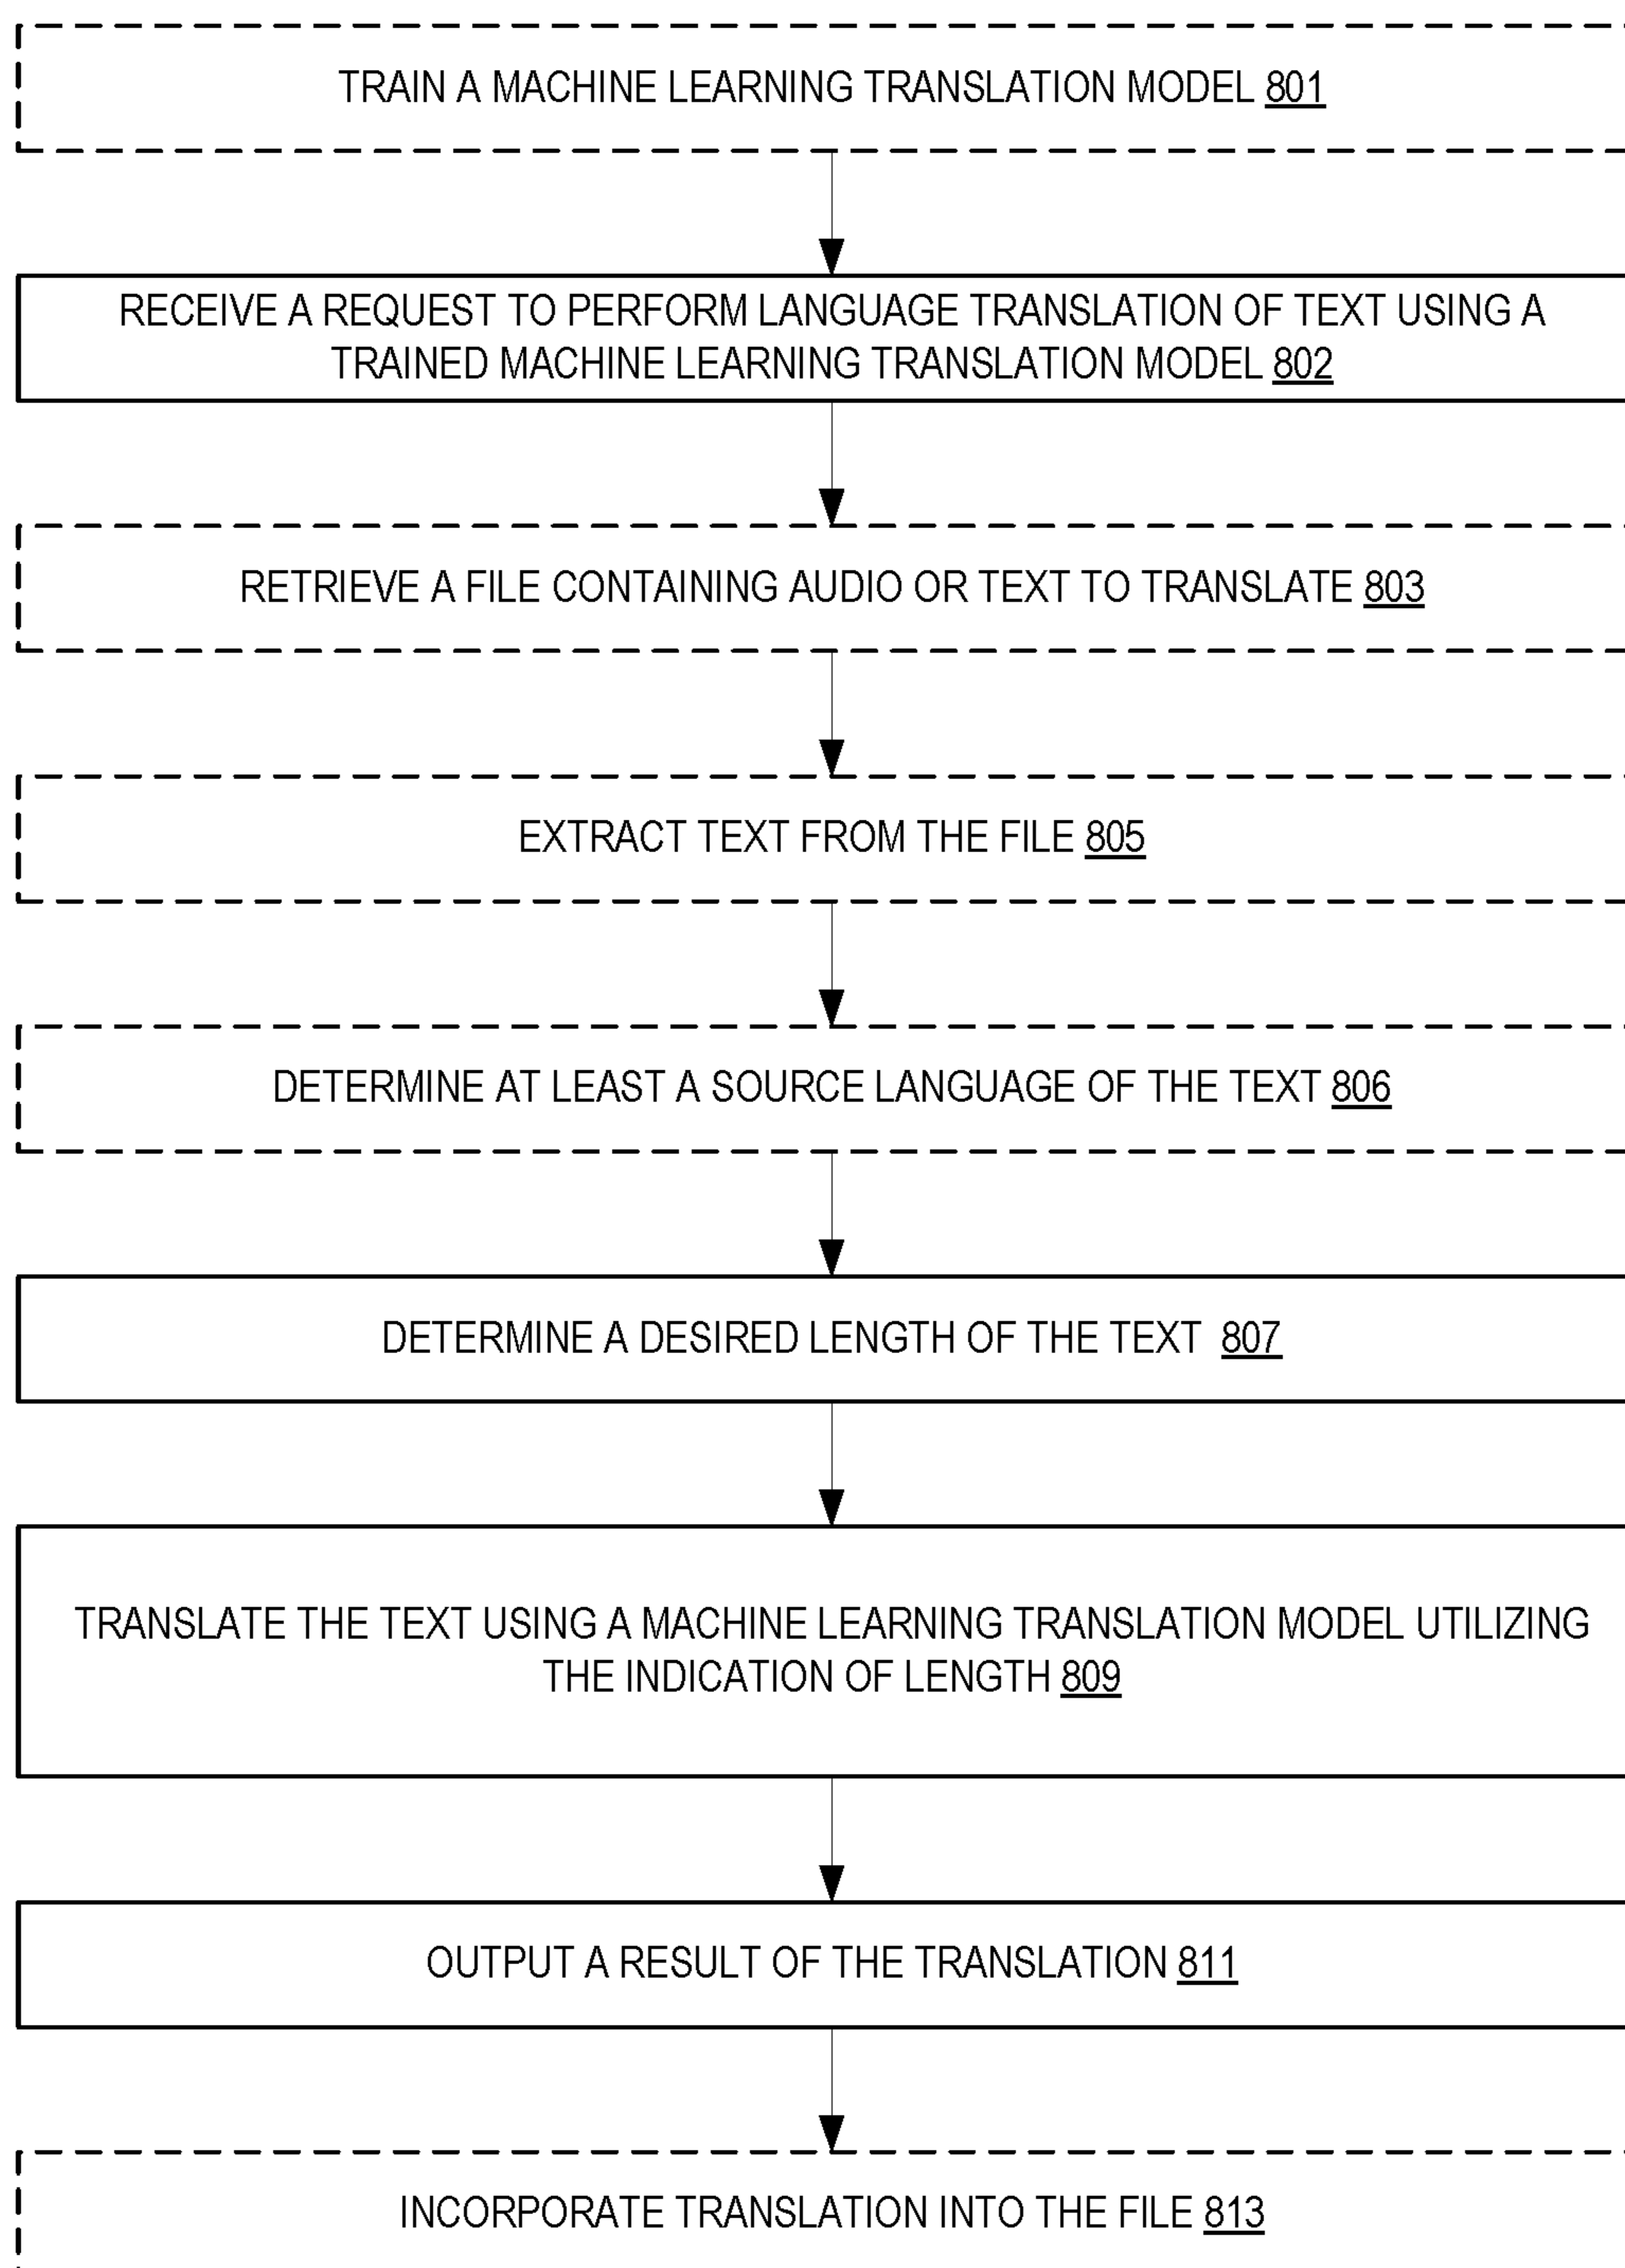 TRAIN A MACHINE LEARNING TRANSLATION MODEL 801
RECEIVE A REQUEST TO PERFORM LANGUAGE TRANSLATION OF TEXT USING A
TRAINED MACHINE LEARNING TRANSLATION MODEL 802
RETRIEVE A FILE CONTAINING AUDIO OR TEXT TO TRANSLATE 803
EXTRACT TEXT FROM THE FILE 805
DETERMINE AT LEAST A SOURCE LANGUAGE OF THE TEXT 806
DETERMINE A DESIRED LENGTH OF THE TEXT 807
TRANSLATE THE TEXT USING A MACHINE LEARNING TRANSLATION MODEL UTILIZING
THE INDICATION OF LENGTH 809
OUTPUT A RESULT OF THE TRANSLATION 811
INCORPORATE TRANSLATION INTO THE FILE 813